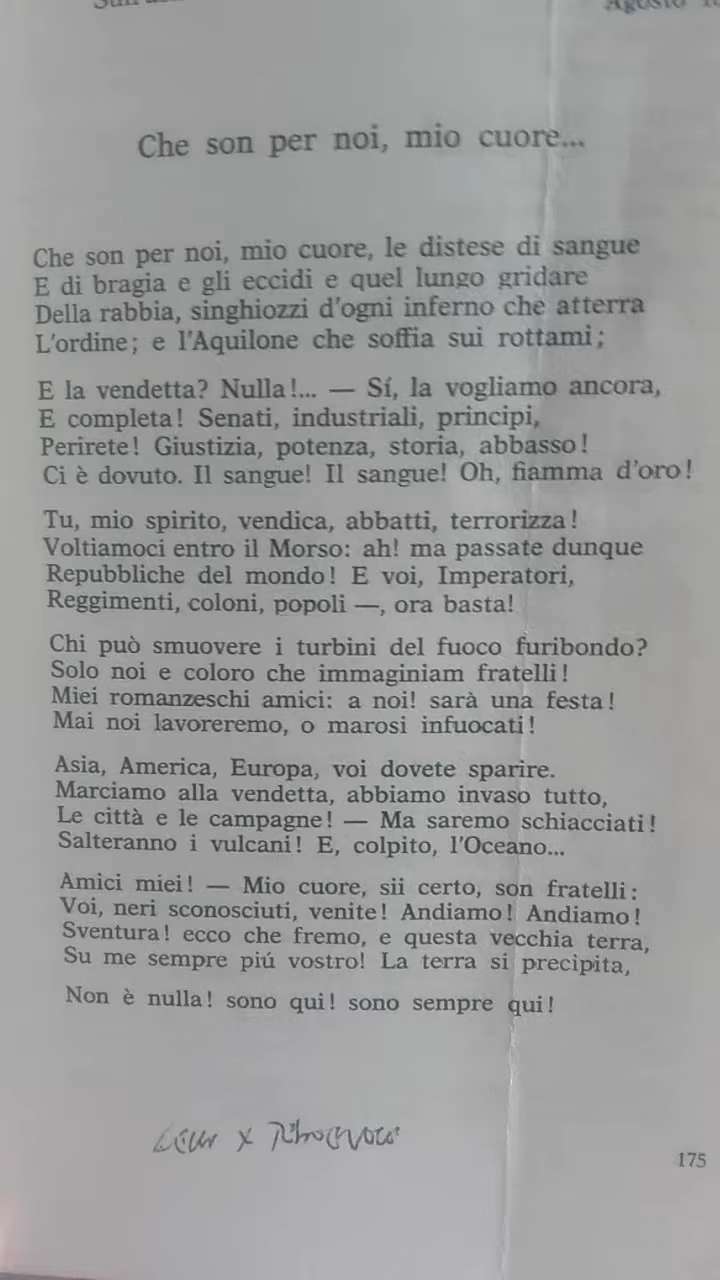 Agosto
Che son per noi, mio cuore...
Che son per noi, mio cuore, le distese di sangue
E di bragia e gli eccidi e quel lungo gridare
Della rabbia, singhiozzi d'ogni inferno che atterra
L'ordine; e l'Aquilone che soffia sui rottami;
E la vendetta? Nulla!... — Sí, la vogliamo ancora,
E completa! Senati, industriali, principi,
Perirete! Giustizia, potenza, storia, abbasso!
Ci è dovuto. Il sangue! Il sangue! Oh, fiamma d'oro!
Tu, mio spirito, vendica, abbatti, terrorizza!
Voltiamoci entro il Morso: ah! ma passate dunque
Repubbliche del mondo! E voi, Imperatori,
Reggimenti, coloni, popoli —, ora basta!
Chi può smuovere i turbini del fuoco furibondo?
Solo noi e coloro che immaginiam fratelli!
Miei romanzeschi amici: a noi! sarà una festa!
Mai noi lavoreremo, o marosi infuocati!
Asia, America, Europa, voi dovete sparire.
Marciamo alla vendetta, abbiamo invaso tutto,
Le città e le campagne! — Ma saremo schiacciati!
Salteranno i vulcani! E, colpito, l'Oceano...
Amici miei! — Mio cuore, sii certo, son fratelli:
Voi, neri sconosciuti, venite! Andiamo! Andiamo!
Sventura! ecco che fremo, e questa vecchia terra,
Su me sempre piú vostro! La terra si precipita,
Non è nulla! sono qui! sono sempre qui!
x
175